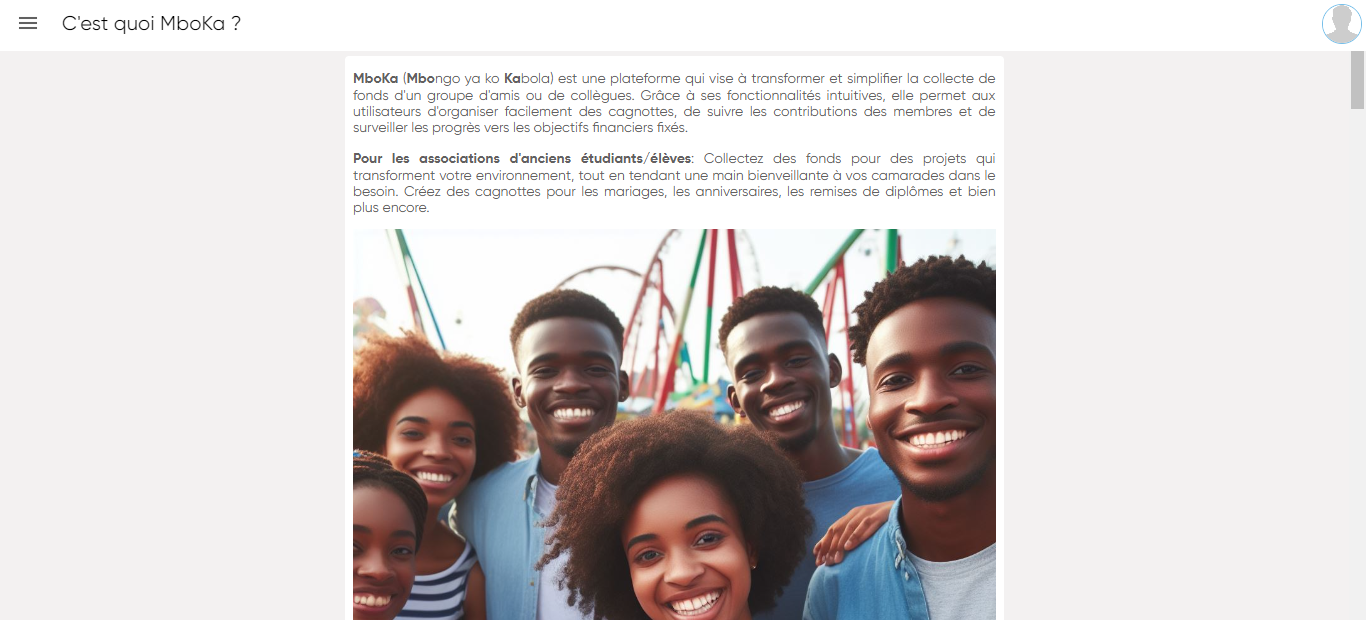 C'est quoi MboKa ?
MboKa (Mbongo ya ko Kabola) est une plateforme qui vise à transformer et simplifier la collecte de
fonds d'un groupe d'amis ou de collègues. Grâce à ses fonctionnalités intuitives, elle permet aux
utilisateurs d'organiser facilement des cagnottes, de suivre les contributions des membres et de
surveiller les progrès vers les objectifs financiers fixés.
Pour les associations d'anciens étudiants/élèves: Collectez des fonds pour des projets qui
transforment votre environnement, tout en tendant une main bienveillante à vos camarades dans le
besoin. Créez des cagnottes pour les mariages, les anniversaires, les remises de diplômes et bien
plus encore.